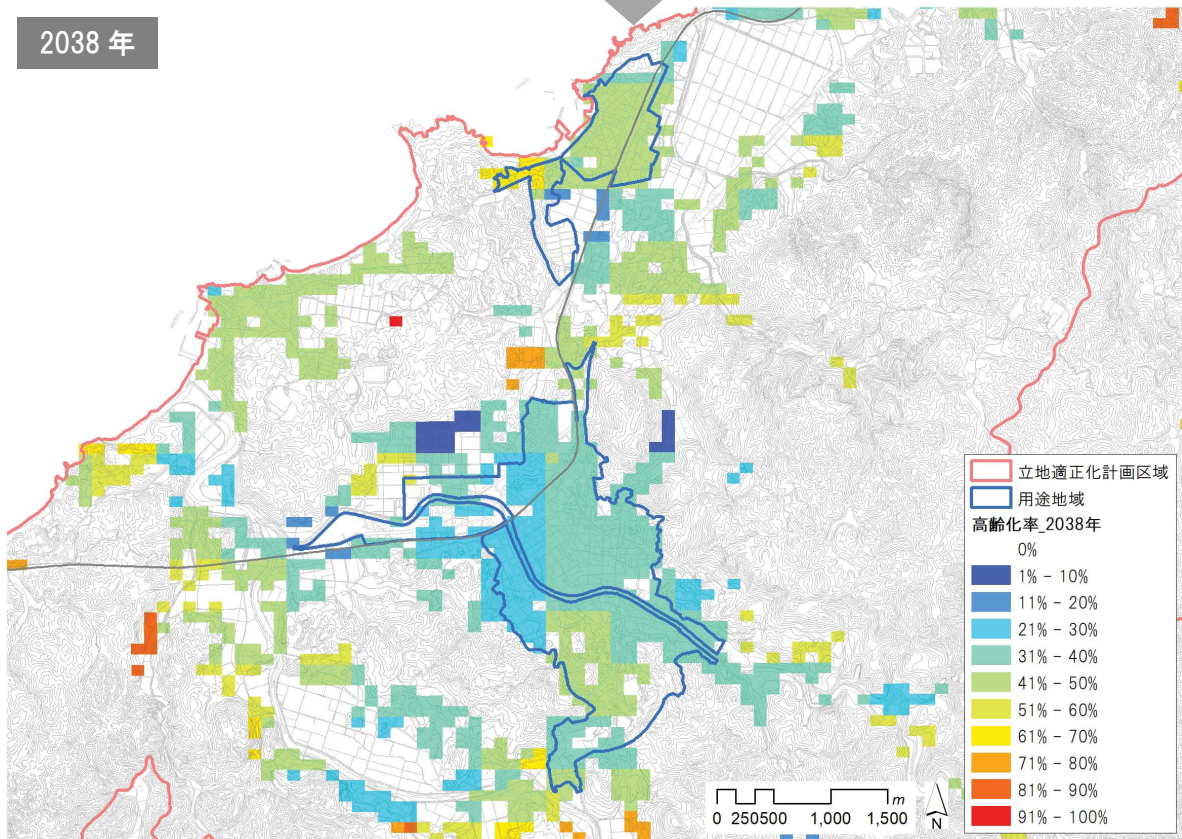 2038 年
立地適正化計画区域
用途地域
高齢化率_2038年
0%
1% - 10%
11% - 20%
21% - 30%
31% - 40%
41% - 50%
51% - 60%
61% - 70%
71% - 80%
81% - 90%
91% - 100%
m
0 250500 1,000 1,500
N